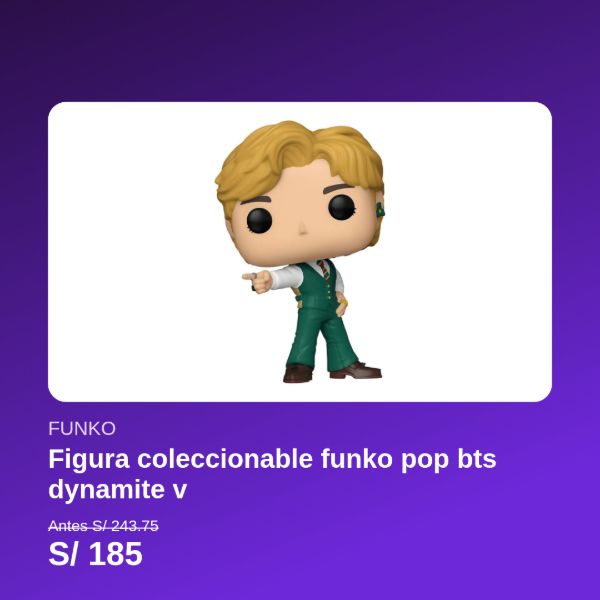 FUNKO
Figura coleccionable funko pop bts
dynamite v
Antes S/ 243.75
S/ 185